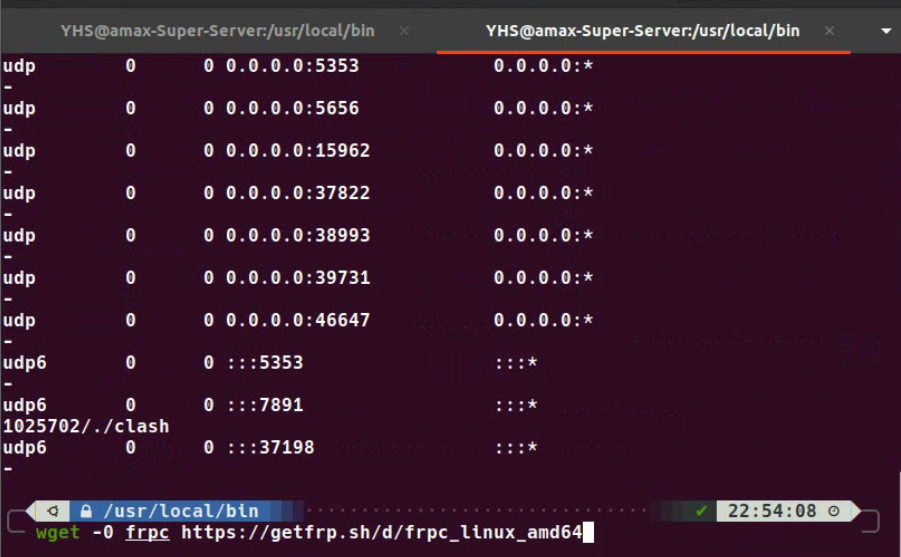 YHS@amax-Super-Server:/usr/local/bin × YHS@amax-Super-Server:/usr/local/bin ×
udp 0 0 0.0.0.0:5353 0.0.0.0:*
-
udp 0 0 0.0.0.0:5656 0.0.0.0:*
-
udp 0 0 0.0.0.0:15962 0.0.0.0:*
-
udp 0 0 0.0.0.0:37822 0.0.0.0:*
-
udp 0 0 0.0.0.0:38993 0.0.0.0:*
-
udp 0 0 0.0.0.0:39731 0.0.0.0:*
-
udp 0 0 0.0.0.0:46647 0.0.0.0:*
-
udp6 0 0 :::5353 :::*
-
udp6 0 0 :::7891 :::*
1025702/./clash
udp6 0 0 :::37198 :::*
-
/usr/local/bin ✔ 22:54:08
wget -O frpc https://getfrp.sh/d/frpc_linux_amd64